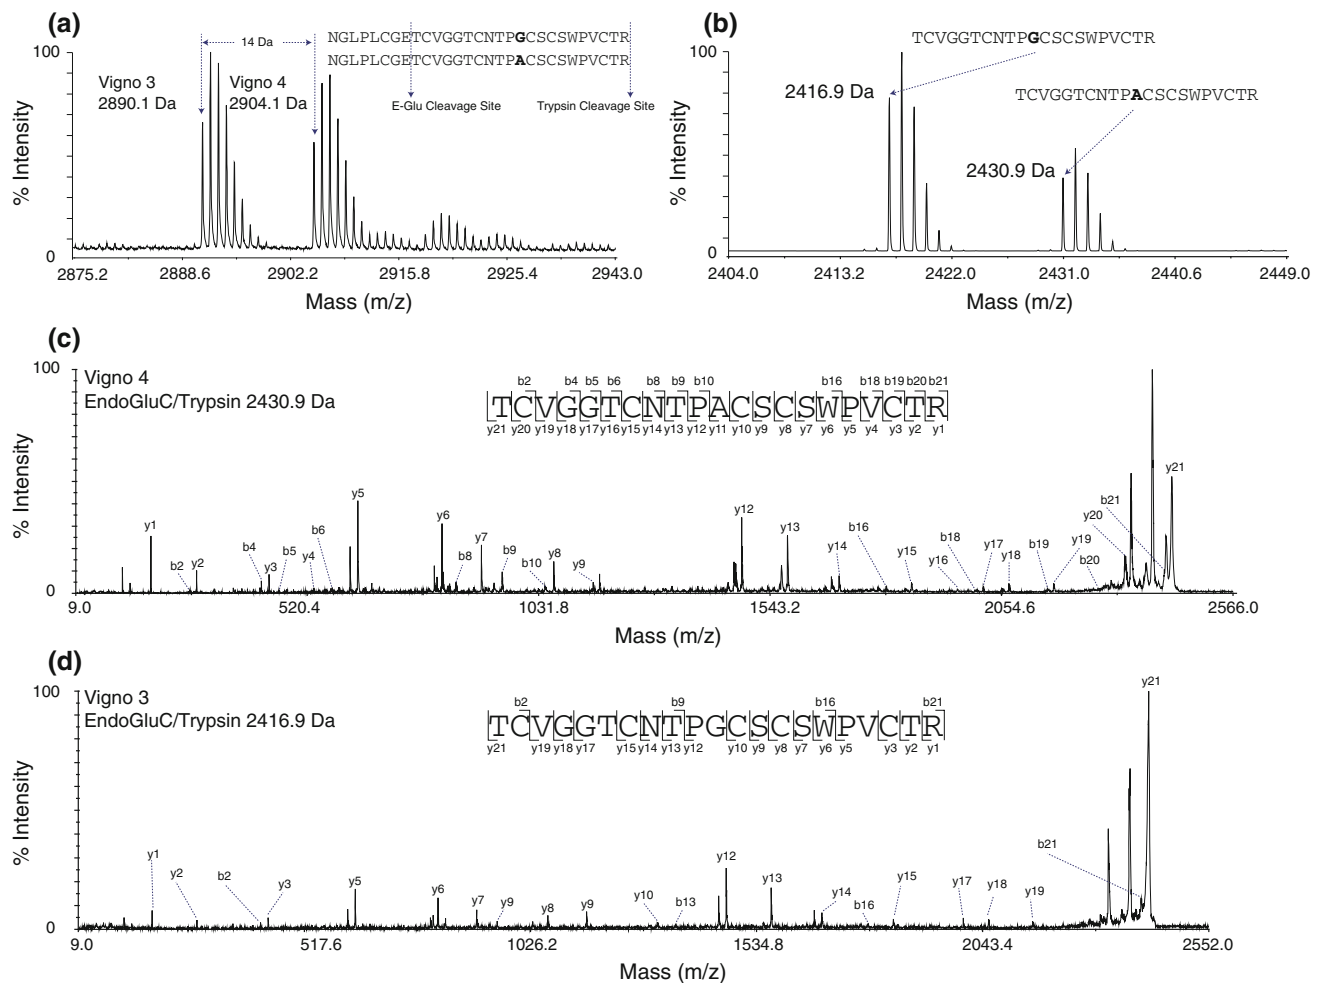 (a)
14 Da
NGLPLCGETCVGGTCNTPGCSCSWPVCTR
NGLPLCGETCVGGTCNTPACSCSWPVCTR
Vigno 3
2890.1 Da
Vigno 4
2904.1 Da
E-Glu Cleavage Site
Trypsin Cleavage Site
100
0
% Intensity
2875.2 2888.6 2902.2 2915.8 2925.4 2943.0
Mass (m/z)
(b)
TCVGGTCNTPGCSCSWPVCTR
TCVGGTCNTPACSCSWPVCTR
2416.9 Da
2430.9 Da
100
0
% Intensity
2404.0 2413.2 2422.0 2431.0 2440.6 2449.0
Mass (m/z)
(c)
Vigno 4
EndoGluC/Trypsin 2430.9 Da
b2 b4 b5 b6 b8 b9 b10 b16 b18 b19 b20 b21
TCVGGTCNTPACSCSWPVCTR
y21 y20 y19 y18 y17 y16 y15 y14 y13 y12 y11 y10 y9 y8 y7 y6 y5 y4 y3 y2 y1
100
0
% Intensity
y1 b2 y2 b4 y3 b5 y4 b6 y5 y6 b8 y7 b9 b10 y8 y9 y12 y13 y14 b16 y15 y16 b18 y17 y18 b19 y19 b20 y20 b21 y21
9.0 520.4 1031.8 1543.2 2054.6 2566.0
Mass (m/z)
(d)
Vigno 3
EndoGluC/Trypsin 2416.9 Da
b2 b9 b16 b21
TCVGGTCNTPGCSCSWPVCTR
y21 y19 y18 y17 y15 y14 y13 y12 y10 y9 y8 y7 y6 y5 y3 y2 y1
100
0
% Intensity
y1 y2 b2 y3 y5 y6 y7 y9 y8 y9 y10 b13 y12 y13 y14 b16 y15 y17 y18 y19 b21 y21
9.0 517.6 1026.2 1534.8 2043.4 2552.0
Mass (m/z)